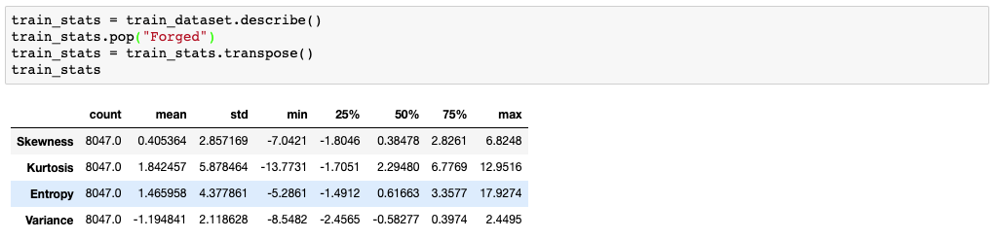 train_stats = train_dataset.describe()
train_stats.pop("Forged")
train_stats = train_stats.transpose()
train_stats
count mean std min 25% 50% 75% max
Skewness 8047.0 0.405364 2.857169 -7.0421 -1.8046 0.38478 2.8261 6.8248
Kurtosis 8047.0 1.842457 5.878464 -13.7731 -1.7051 2.29480 6.7769 12.9516
Entropy 8047.0 1.465958 4.377861 -5.2861 -1.4912 0.61663 3.3577 17.9274
Variance 8047.0 -1.194841 2.118628 -8.5482 -2.4565 -0.58277 0.3974 2.4495